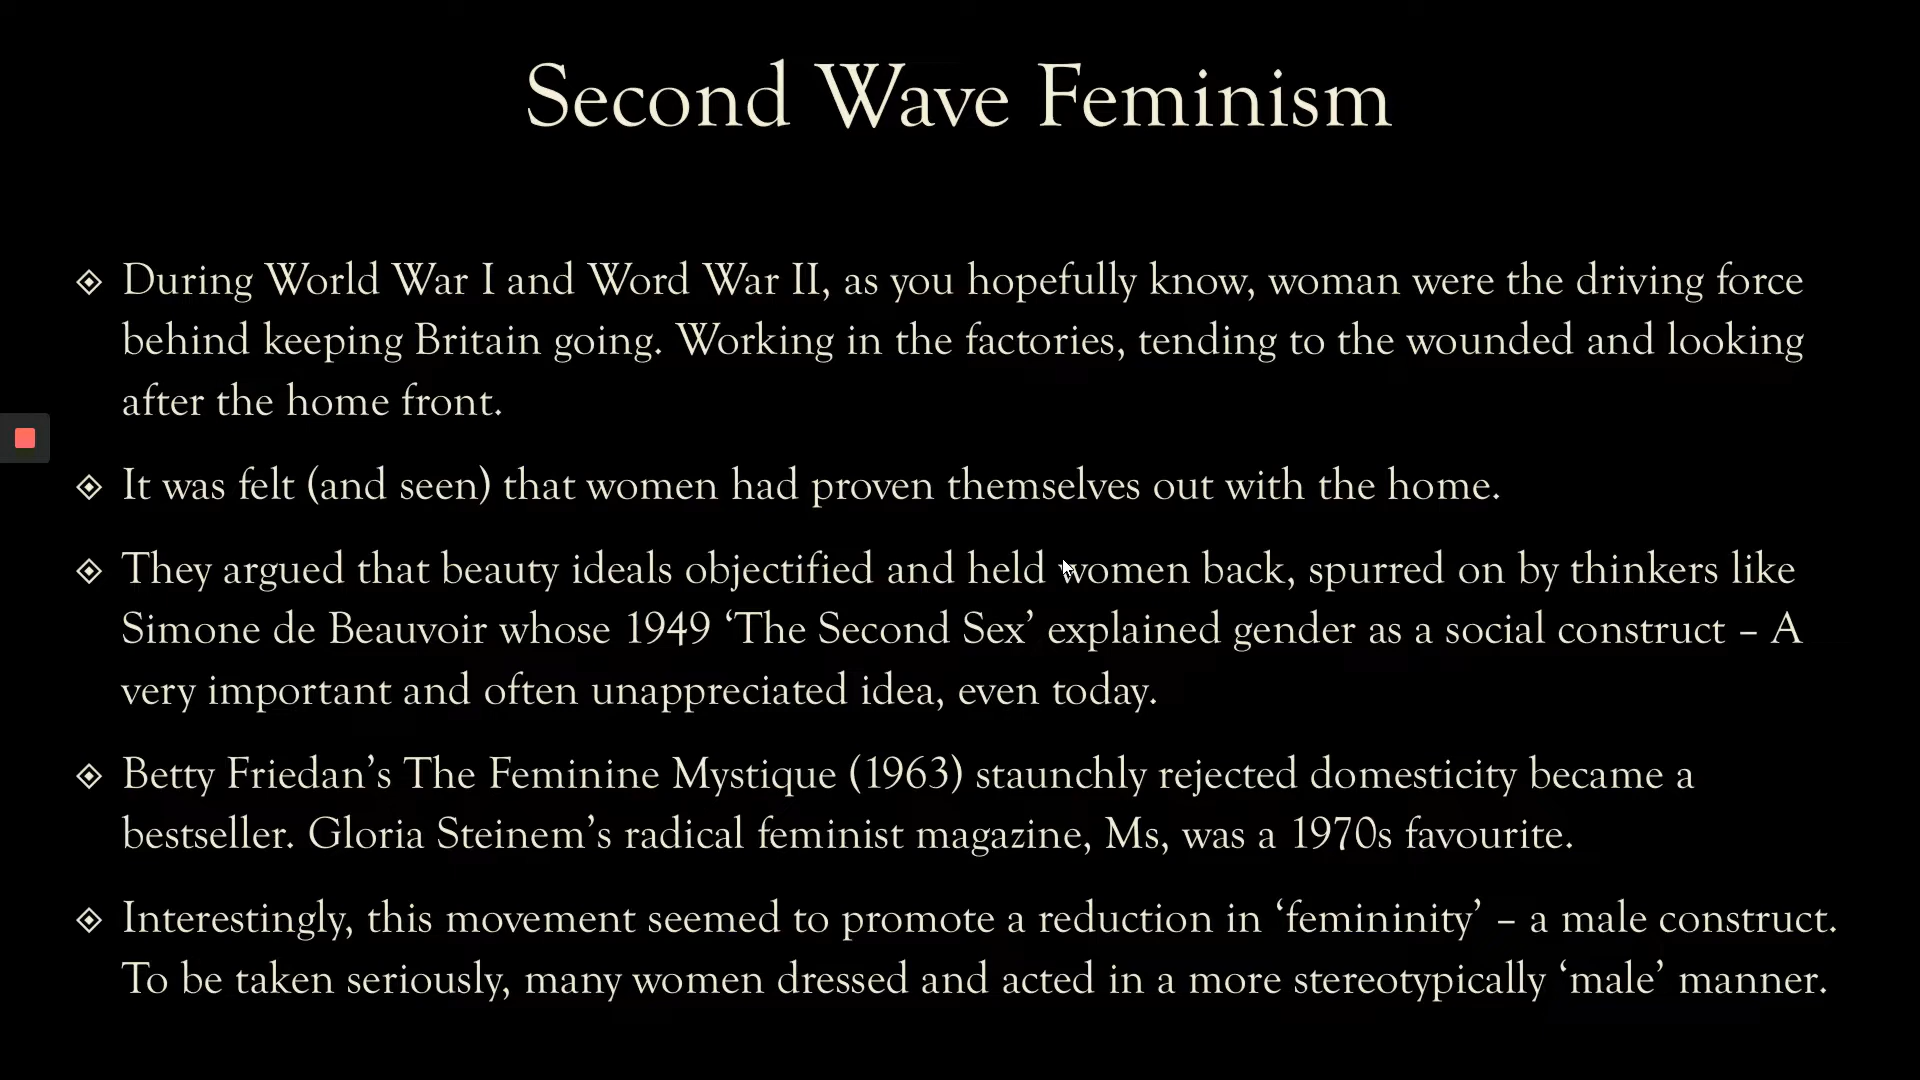 Second Wave Feminism
During World War I and Word War II, as you hopefully know, woman were the driving force
behind keeping Britain going. Working in the factories, tending to the wounded and looking
after the home front.
It was felt (and seen) that women had proven themselves out with the home.
They argued that beauty ideals objectified and held women back, spurred on by thinkers like
Simone de Beauvoir whose 1949 ‘The Second Sex’ explained gender as a social construct – A
very important and often unappreciated idea, even today.
Betty Friedan’s The Feminine Mystique (1963) staunchly rejected domesticity became a
bestseller. Gloria Steinem’s radical feminist magazine, Ms, was a 1970s favourite.
Interestingly, this movement seemed to promote a reduction in ‘femininity’ – a male construct.
To be taken seriously, many women dressed and acted in a more stereotypically ‘male’ manner.